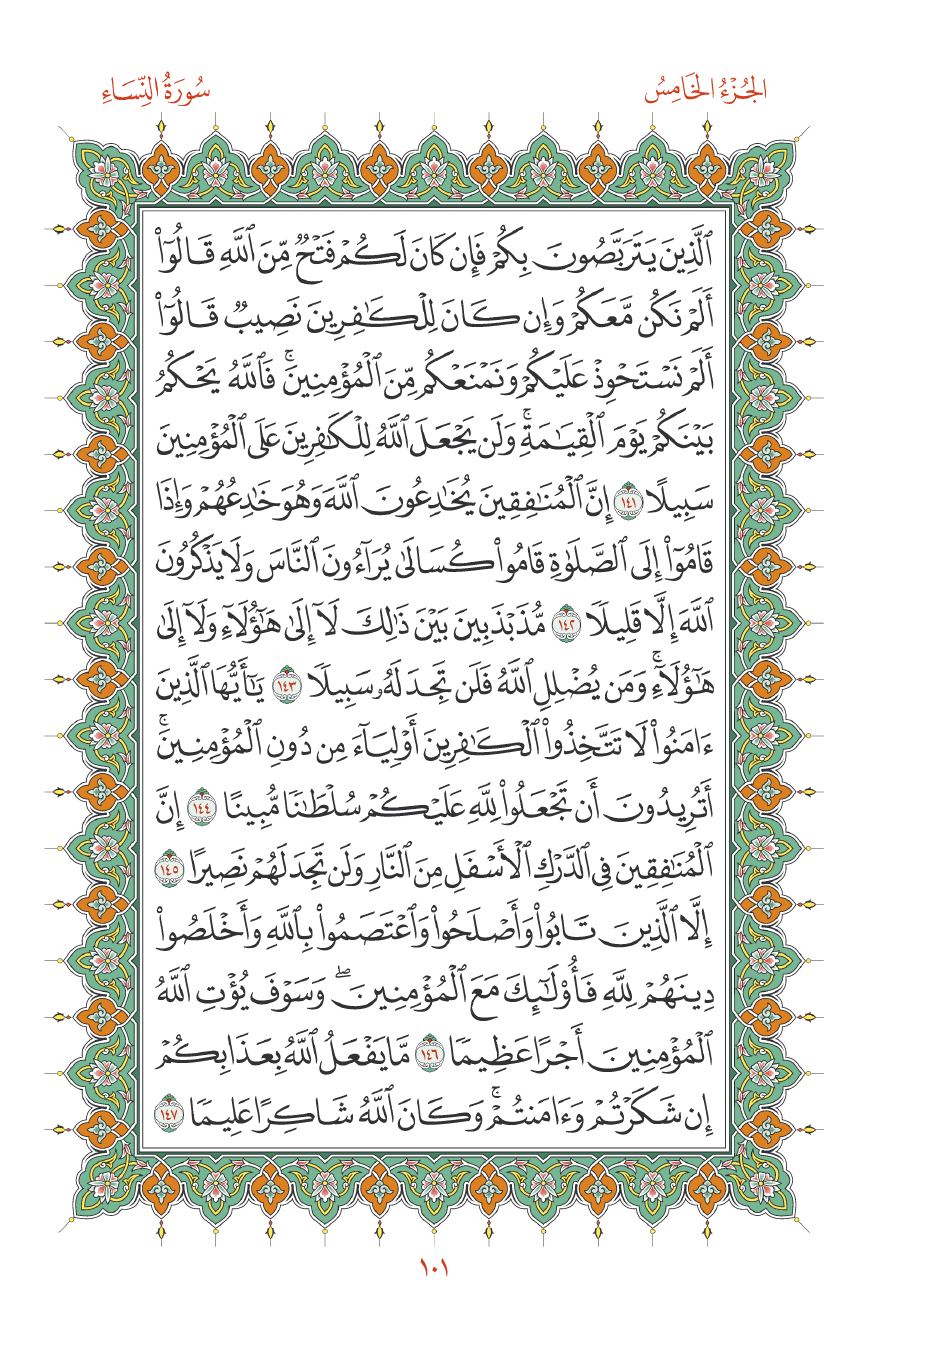 الجُزْءُ الخَامِسُ
سُورَةُ النِّسَاءِ
ٱلَّذِينَ يَتَرَبَّصُونَ بِكُمْ فَإِن كَانَ لَكُمْ فَتْحٌ مِّنَ ٱللَّهِ قَالُوٓا۟
أَلَمْ نَكُن مَّعَكُمْ وَإِن كَانَ لِلْكَٰفِرِينَ نَصِيبٌ قَالُوٓا۟
أَلَمْ نَسْتَحْوِذْ عَلَيْكُمْ وَنَمْنَعْكُم مِّنَ ٱلْمُؤْمِنِينَ ۚ فَٱللَّهُ يَحْكُمُ
بَيْنَكُمْ يَوْمَ ٱلْقِيَٰمَةِ ۚ وَلَن يَجْعَلَ ٱللَّهُ لِلْكَٰفِرِينَ عَلَى ٱلْمُؤْمِنِينَ
سَبِيلًا ١٤١ إِنَّ ٱلْمُنَٰفِقِينَ يُخَٰدِعُونَ ٱللَّهَ وَهُوَ خَٰدِعُهُمْ وَإِذَا
قَامُوٓا۟ إِلَى ٱلصَّلَوٰةِ قَامُوا۟ كُسَالَىٰ يُرَآءُونَ ٱلنَّاسَ وَلَا يَذْكُرُونَ
ٱللَّهَ إِلَّا قَلِيلًا ١٤٢ مُّذَبْذَبِينَ بَيْنَ ذَٰلِكَ لَآ إِلَىٰ هَٰٓؤُلَآءِ وَلَآ إِلَىٰ
هَٰٓؤُلَآءِ ۚ وَمَن يُضْلِلِ ٱللَّهُ فَلَن تَجِدَ لَهُۥ سَبِيلًا ١٤٣ يَٰٓأَيُّهَا ٱلَّذِينَ
ءَامَنُوا۟ لَا تَتَّخِذُوا۟ ٱلْكَٰفِرِينَ أَوْلِيَآءَ مِن دُونِ ٱلْمُؤْمِنِينَ ۚ
أَتُرِيدُونَ أَن تَجْعَلُوا۟ لِلَّهِ عَلَيْكُمْ سُلْطَٰنًا مُّبِينًا ١٤٤ إِنَّ
ٱلْمُنَٰفِقِينَ فِى ٱلدَّرْكِ ٱلْأَسْفَلِ مِنَ ٱلنَّارِ وَلَن تَجِدَ لَهُمْ نَصِيرًا ١٤٥
إِلَّا ٱلَّذِينَ تَابُوا۟ وَأَصْلَحُوا۟ وَٱعْتَصَمُوا۟ بِٱللَّهِ وَأَخْلَصُوا۟
دِينَهُمْ لِلَّهِ فَأُو۟لَٰٓئِكَ مَعَ ٱلْمُؤْمِنِينَ ۖ وَسَوْفَ يُؤْتِ ٱللَّهُ
ٱلْمُؤْمِنِينَ أَجْرًا عَظِيمًا ١٤٦ مَّا يَفْعَلُ ٱللَّهُ بِعَذَابِكُمْ
إِن شَكَرْتُمْ وَءَامَنتُمْ ۚ وَكَانَ ٱللَّهُ شَاكِرًا عَلِيمًا ١٤٧
١٠١